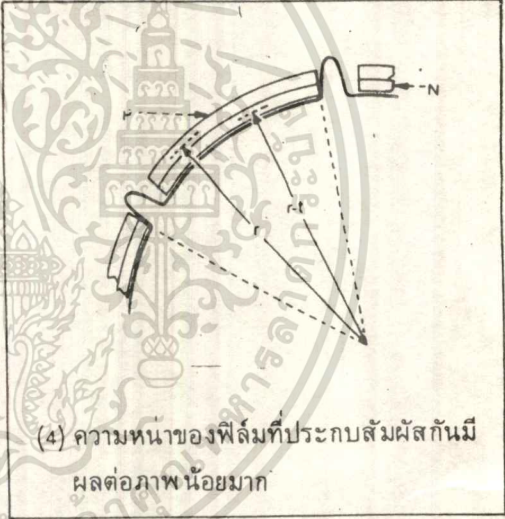 P
N
r
r-t
(4) ความหนาของฟิล์มที่ประกบสัมผัสกันมี
ผลต่อภาพน้อยมาก